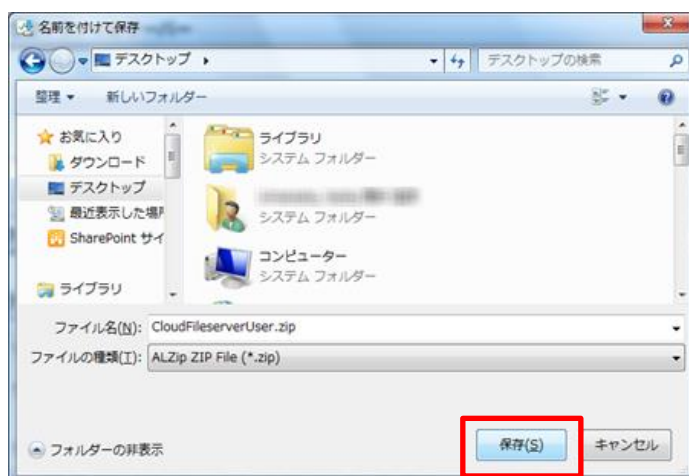 名前を付けて保存
デスクトップ
デスクトップの検索
整理 新しいフォルダー
お気に入り
ダウンロード
デスクトップ
最近表示した場所
SharePoint サイ
ライブラリ
ライブラリ
システム フォルダー
システム フォルダー
コンピューター
システム フォルダー
ファイル名(N): CloudFileserverUser.zip
ファイルの種類(T): ALZip ZIP File (*.zip)
フォルダーの非表示
保存(S)
キャンセル